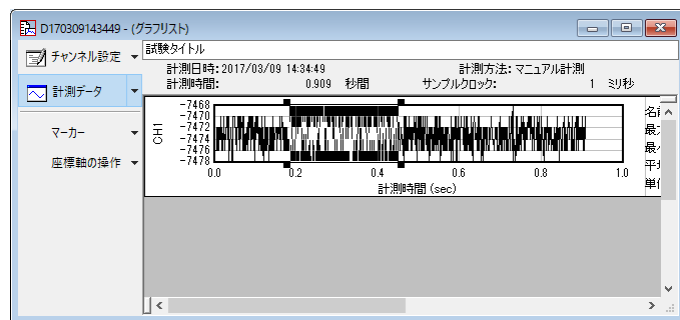 D170309143449 - (グラフリスト)
チャンネル設定
試験タイトル
計測日時: 2017/03/09 14:34:49 計測方法: マニュアル計測
計測時間: 0.909 秒間 サンプルクロック: 1 ミリ秒
計測データ
マーカー
座標軸の操作
CH1
-7468
-7470
-7472
-7474
-7476
-7478
0.0 0.2 0.4 0.6 0.8 1.0
計測時間 (sec)
名前
平均